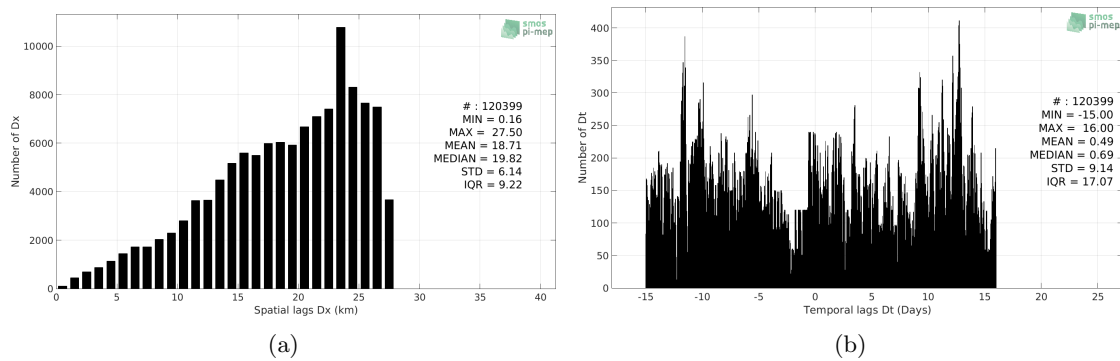 smos
pi-mep
10000
8000
6000
4000
2000
0
Number of Dx
# : 120399
MIN = 0.16
MAX = 27.50
MEAN = 18.71
MEDIAN = 19.82
STD = 6.14
IQR = 9.22
0 5 10 15 20 25 30 35 40
Spatial lags Dx (km)
(a)
smos
pi-mep
400
350
300
250
200
150
100
50
0
Number of Dt
# : 120399
MIN = -15.00
MAX = 16.00
MEAN = 0.49
MEDIAN = 0.69
STD = 9.14
IQR = 17.07
-15 -10 -5 0 5 10 15 20 25
Temporal lags Dt (Days)
(b)